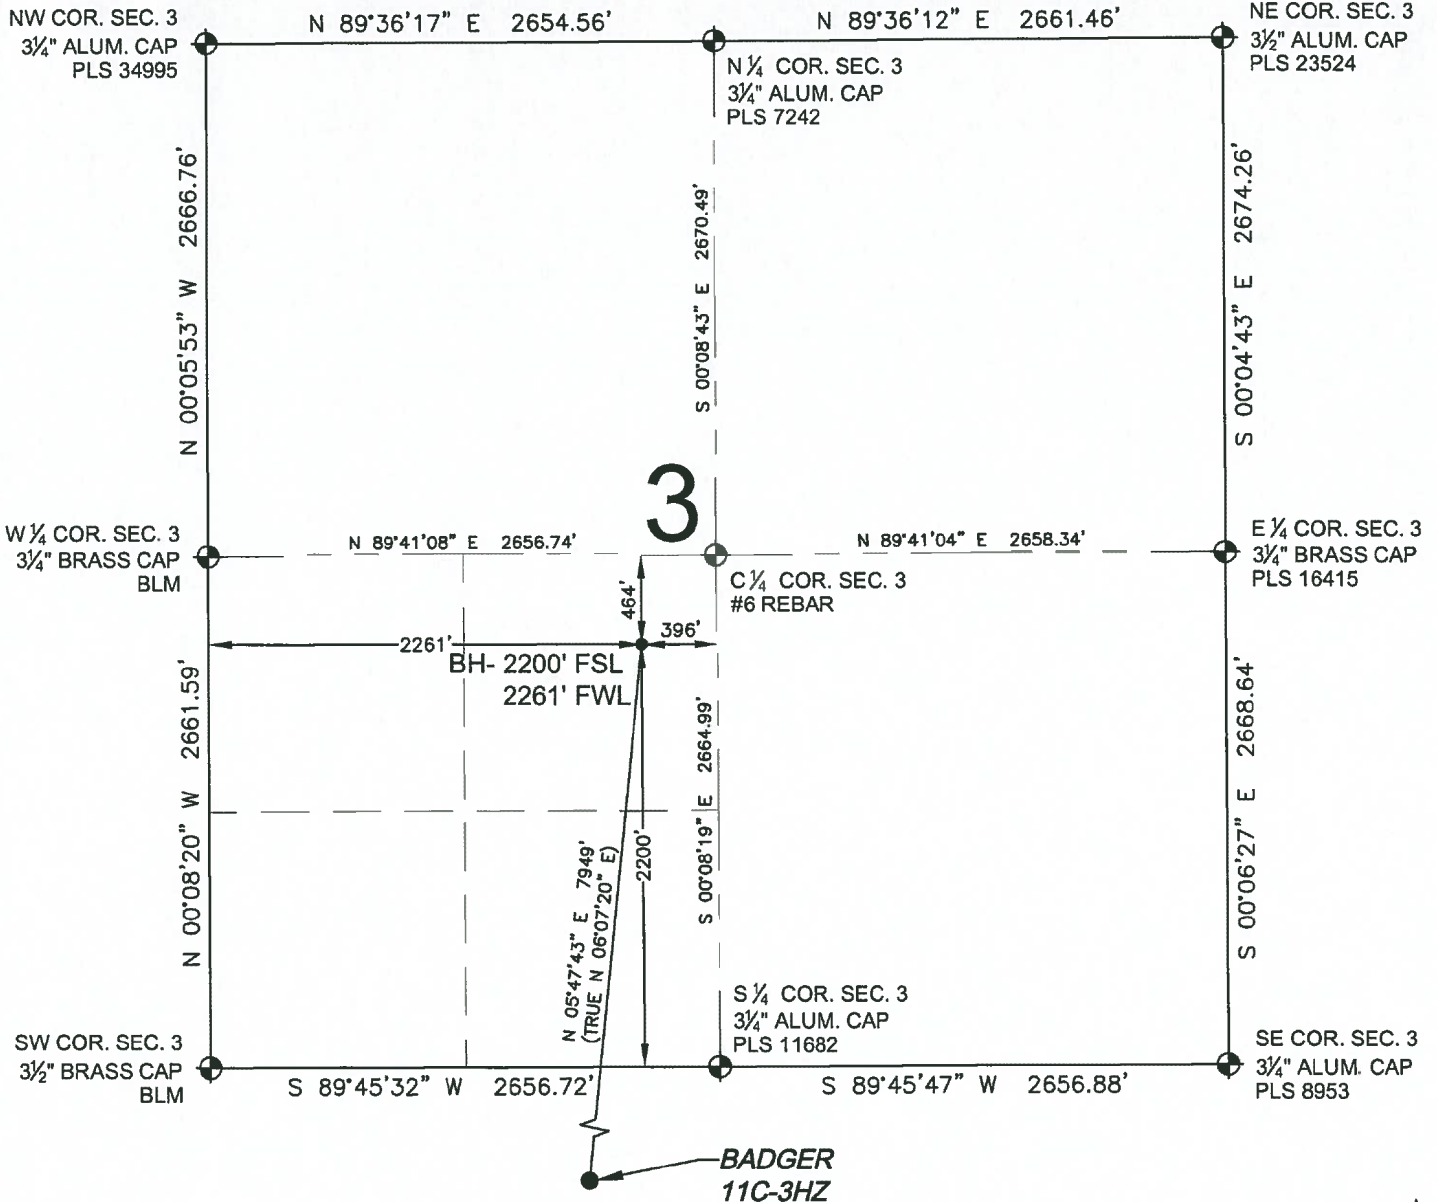 NW COR. SEC. 3
3¼" ALUM. CAP
PLS 34995
N 89°36'17" E 2654.56'
N 89°36'12" E 2661.46'
NE COR. SEC. 3
3½" ALUM. CAP
PLS 23524
N ¼ COR. SEC. 3
3¼" ALUM. CAP
PLS 7242
N 00°05'53" W 2666.76'
S 00°08'43" E 2670.49'
S 00°04'43" E 2674.26'
3
W ¼ COR. SEC. 3
3¼" BRASS CAP
BLM
N 89°41'08" E 2656.74'
N 89°41'04" E 2658.34'
E ¼ COR. SEC. 3
3¼" BRASS CAP
PLS 16415
C ¼ COR. SEC. 3
#6 REBAR
464'
396'
2261'
BH- 2200' FSL
2261' FWL
N 00°08'20" W 2661.59'
N 05°47'43" E 7949'
(TRUE N 06°07'20" E)
2200'
S 00°08'19" E 2664.99'
S 00°06'27" E 2668.64'
S ¼ COR. SEC. 3
3¼" ALUM. CAP
PLS 11682
SW COR. SEC. 3
3½" BRASS CAP
BLM
S 89°45'32" W 2656.72'
S 89°45'47" W 2656.88'
SE COR. SEC. 3
3¼" ALUM. CAP
PLS 8953
BADGER
11C-3HZ